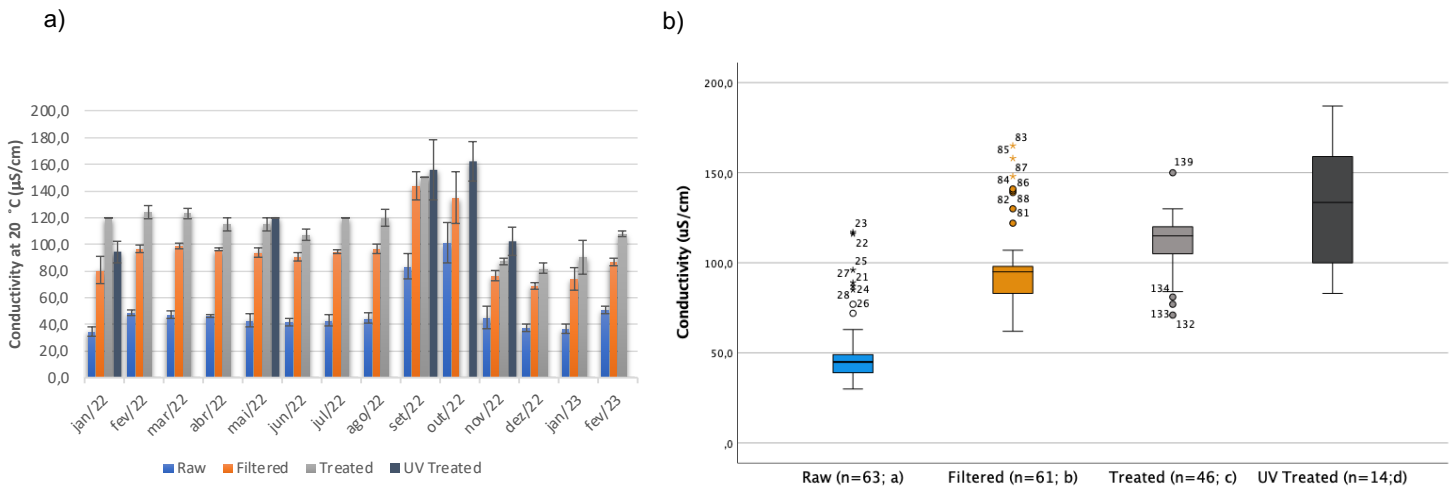 a)
Conductivity at 20 ˚C (µS/cm)
200,0
180,0
160,0
140,0
120,0
100,0
80,0
60,0
40,0
20,0
0,0
jan/22
fev/22
mar/22
abr/22
mai/22
jun/22
jul/22
ago/22
set/22
out/22
nov/22
dez/22
jan/23
fev/23
Raw
Filtered
Treated
UV Treated
b)
Conductivity (uS/cm)
200,0
150,0
100,0
50,0
,0
23
22
25
27
21
24
28
26
83
85
87
84
86
82
88
81
139
134
133
132
Raw (n=63; a)
Filtered (n=61; b)
Treated (n=46; c)
UV Treated (n=14;d)